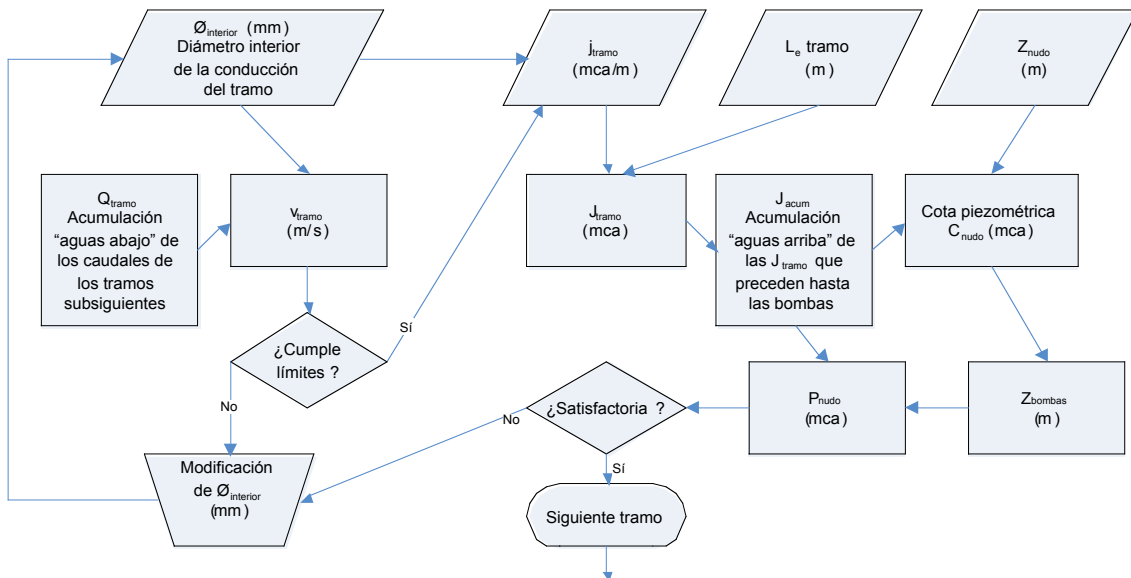 Øinterior (mm)
Diámetro interior
de la conducción
del tramo
jtramo
(mca/m)
Le tramo
(m)
Znudo
(m)
Qtramo
Acumulación
“aguas abajo” de
los caudales de
los tramos
subsiguientes
vtramo
(m/s)
Jtramo
(mca)
Jacum
Acumulación
“aguas arriba” de
las Jtramo que
preceden hasta
las bombas
Cota piezométrica
Cnudo (mca)
Sí
¿Cumple
límites ?
No
¿Satisfactoria ?
No
Sí
Pnudo
(mca)
Zbombas
(m)
Modificación
de Øinterior
(mm)
Siguiente tramo